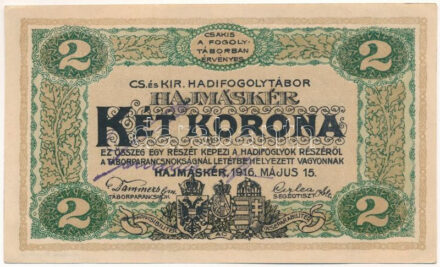 CSAKIS
A FOGOLY-
TÁBORBAN
ÉRVÉNYES
2 2
CS. ÉS KIR. HADIFOGOLYTÁBOR
HAJMÁSKÉR
KÉT KORONA
EZ ÖSSZEG EGY RÉSZÉT KÉPEZI A HADIFOGLYOK RÉSZÉRŐL
A TÁBORPARANCSNOKSÁGNÁL LETÉTBE HELYEZETT VAGYONNAK
HAJMÁSKÉR, 1916. MÁJUS 15.
TÁBORPARANCSNOK SEGÉDTISZT
2 2